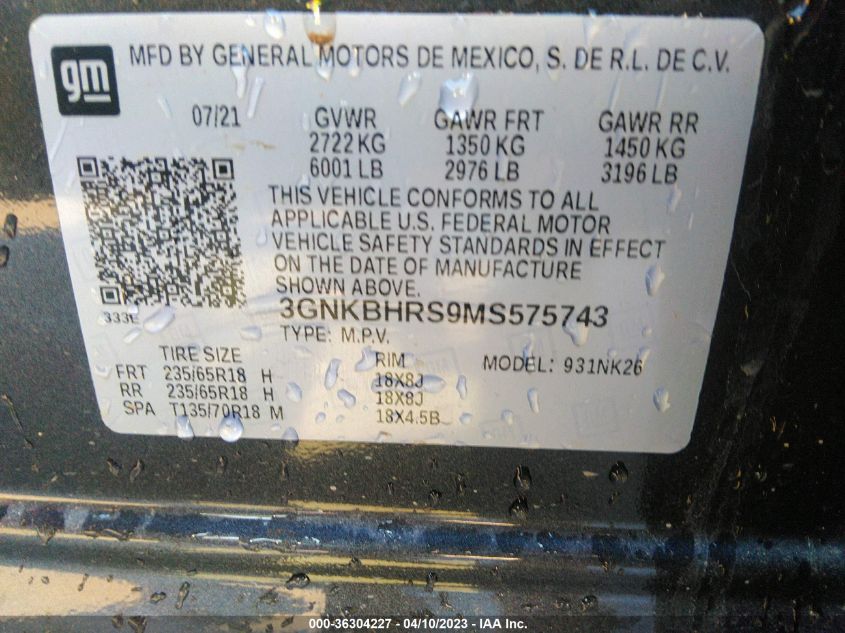 gm
MFD BY GENERAL MOTORS DE MEXICO, S. DE R.L. DE C.V.
07/21 GVWR GAWR FRT GAWR RR
2722 KG 1350 KG 1450 KG
6001 LB 2976 LB 3196 LB
THIS VEHICLE CONFORMS TO ALL
APPLICABLE U.S. FEDERAL MOTOR
VEHICLE SAFETY STANDARDS IN EFFECT
ON THE DATE OF MANUFACTURE
SHOWN ABOVE.
333E 3GNKBHRS9MS575743
TYPE: M.P.V.
TIRE SIZE RIM MODEL: 931NK26
FRT 235/65R18 H 18X8J
RR 235/65R18 H 18X8J
SPA T135/70R18 M 18X4.5B
000-36304227 - 04/10/2023 - IAA Inc.